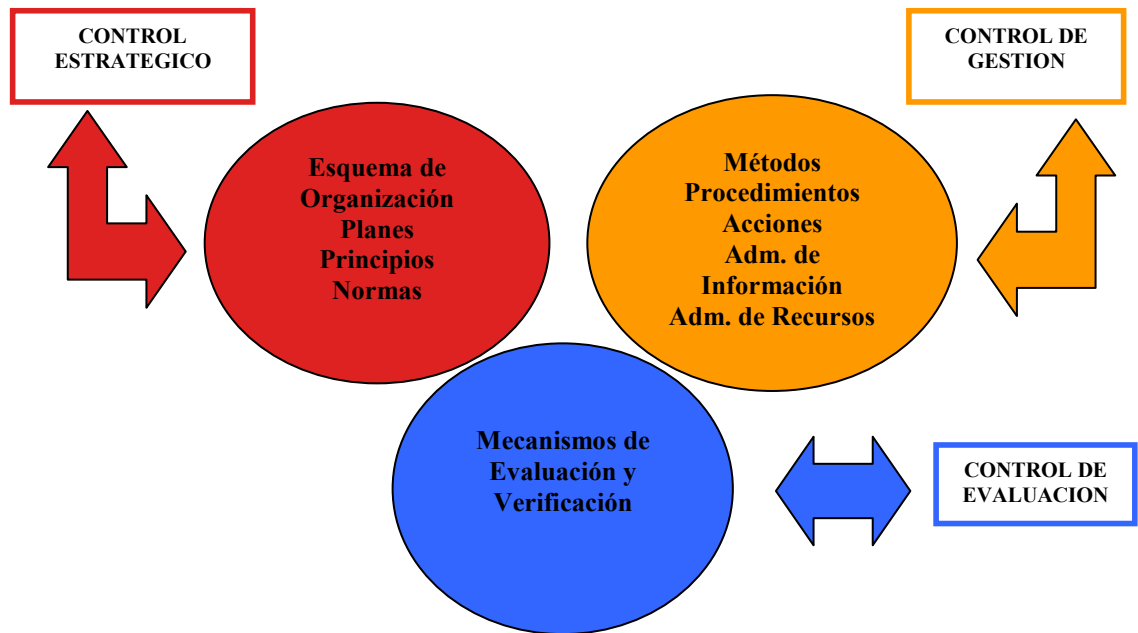 CONTROL
ESTRATEGICO
CONTROL DE
GESTION
Esquema de
Organización
Planes
Principios
Normas
Métodos
Procedimientos
Acciones
Adm. de
Información
Adm. de Recursos
Mecanismos de
Evaluación y
Verificación
CONTROL DE
EVALUACION